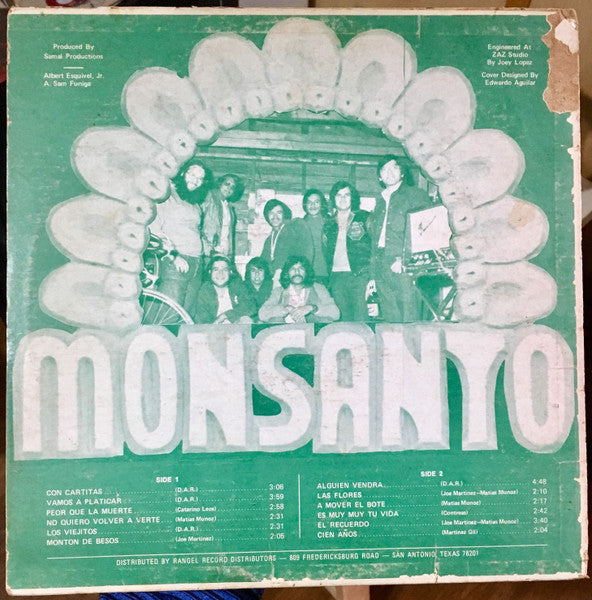 Produced By
Sumal Productions
Albert Esquivel, Jr.
A. Sam Funiga
Engineered At
ZAZ Studio
By Joey Lopez
Cover Designed By
Edwardo Aguilar
MONSANTO
SIDE 1
CON CARTITAS (D.A.R.) 3:06
VAMOS A PLATICAR (D.A.R.) 3:59
PEOR QUE LA MUERTE (Catarino Leos) 2:58
NO QUIERO VOLVER A VERTE (Matias Munoz) 2:31
LOS VIEJITOS (D.A.R.) 2:31
MONTON DE BESOS (Joe Martinez) 2:05
SIDE 2
ALGUIEN VENDRA (D.A.R.) 4:48
LAS FLORES (Joe Martinez-Matias Munoz) 2:10
A MOVER EL BOTE (Matias Munoz) 2:17
ES MUY MUY TU VIDA (Contreras) 2:42
EL RECUERDO (Joe Martinez-Matias Munoz) 3:40
CIEN AÑOS (Martinez Gil) 2:04
DISTRIBUTED BY RANGEL RECORD DISTRIBUTORS — 609 FREDERICKSBURG ROAD — SAN ANTONIO, TEXAS 78201